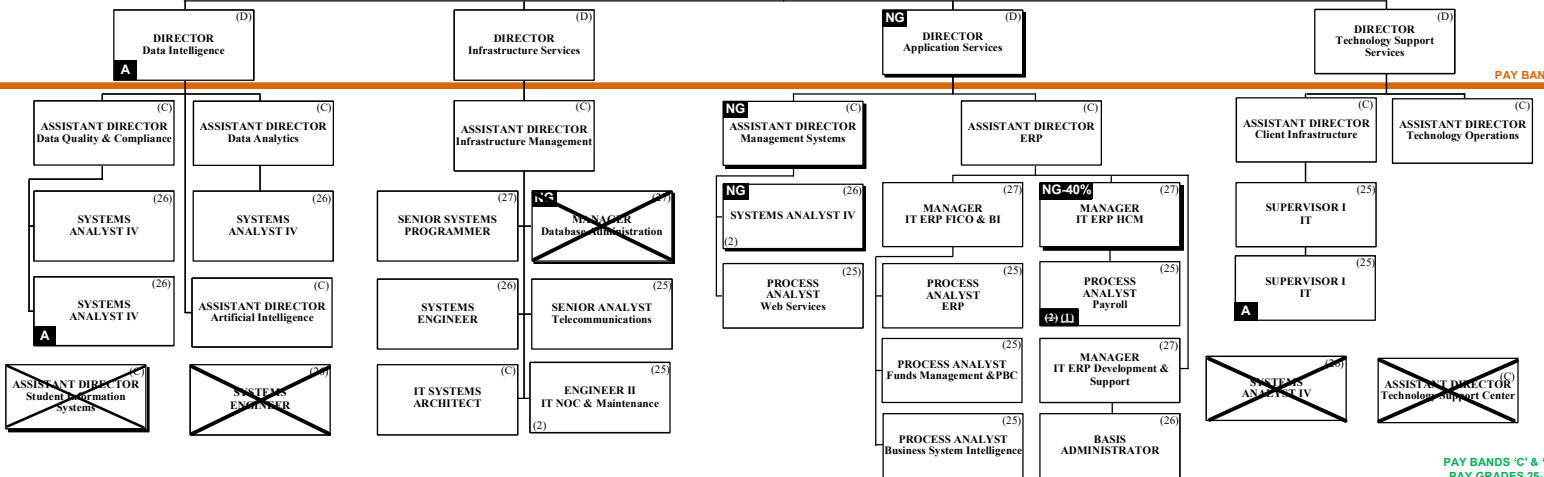 (D)
DIRECTOR
Data Intelligence
A
(D)
DIRECTOR
Infrastructure Services
NG
(D)
DIRECTOR
Application Services
(D)
DIRECTOR
Technology Support
Services
PAY BAN
(C)
ASSISTANT DIRECTOR
Data Quality & Compliance
(C)
ASSISTANT DIRECTOR
Data Analytics
(C)
ASSISTANT DIRECTOR
Infrastructure Management
NG
(C)
ASSISTANT DIRECTOR
Management Systems
(C)
ASSISTANT DIRECTOR
ERP
(C)
ASSISTANT DIRECTOR
Client Infrastructure
(C)
ASSISTANT DIRECTOR
Technology Operations
(26)
SYSTEMS
ANALYST IV
(26)
SYSTEMS
ANALYST IV
(27)
SENIOR SYSTEMS
PROGRAMMER
NG
(27)
MANAGER
Database Administration
NG
(26)
SYSTEMS ANALYST IV
(2)
(27)
MANAGER
IT ERP FICO & BI
NG-40%
(27)
MANAGER
IT ERP HCM
(25)
SUPERVISOR I
IT
(26)
SYSTEMS
ANALYST IV
A
(C)
ASSISTANT DIRECTOR
Artificial Intelligence
(26)
SYSTEMS
ENGINEER
(25)
SENIOR ANALYST
Telecommunications
(25)
PROCESS
ANALYST
Web Services
(25)
PROCESS
ANALYST
ERP
(25)
PROCESS
ANALYST
Payroll
(2) (1)
(25)
SUPERVISOR I
IT
A
(C)
ASSISTANT DIRECTOR
Student Information
Systems
(26)
SYSTEMS
ENGINEER
(C)
IT SYSTEMS
ARCHITECT
(25)
ENGINEER II
IT NOC & Maintenance
(2)
(25)
PROCESS ANALYST
Funds Management &PBC
(27)
MANAGER
IT ERP Development &
Support
(26)
SYSTEMS
ANALYST IV
(C)
ASSISTANT DIRECTOR
Technology Support Center
(25)
PROCESS ANALYST
Business System Intelligence
(26)
BASIS
ADMINISTRATOR
PAY BANDS ‘C’ & ‘
PAY GRADES 25-